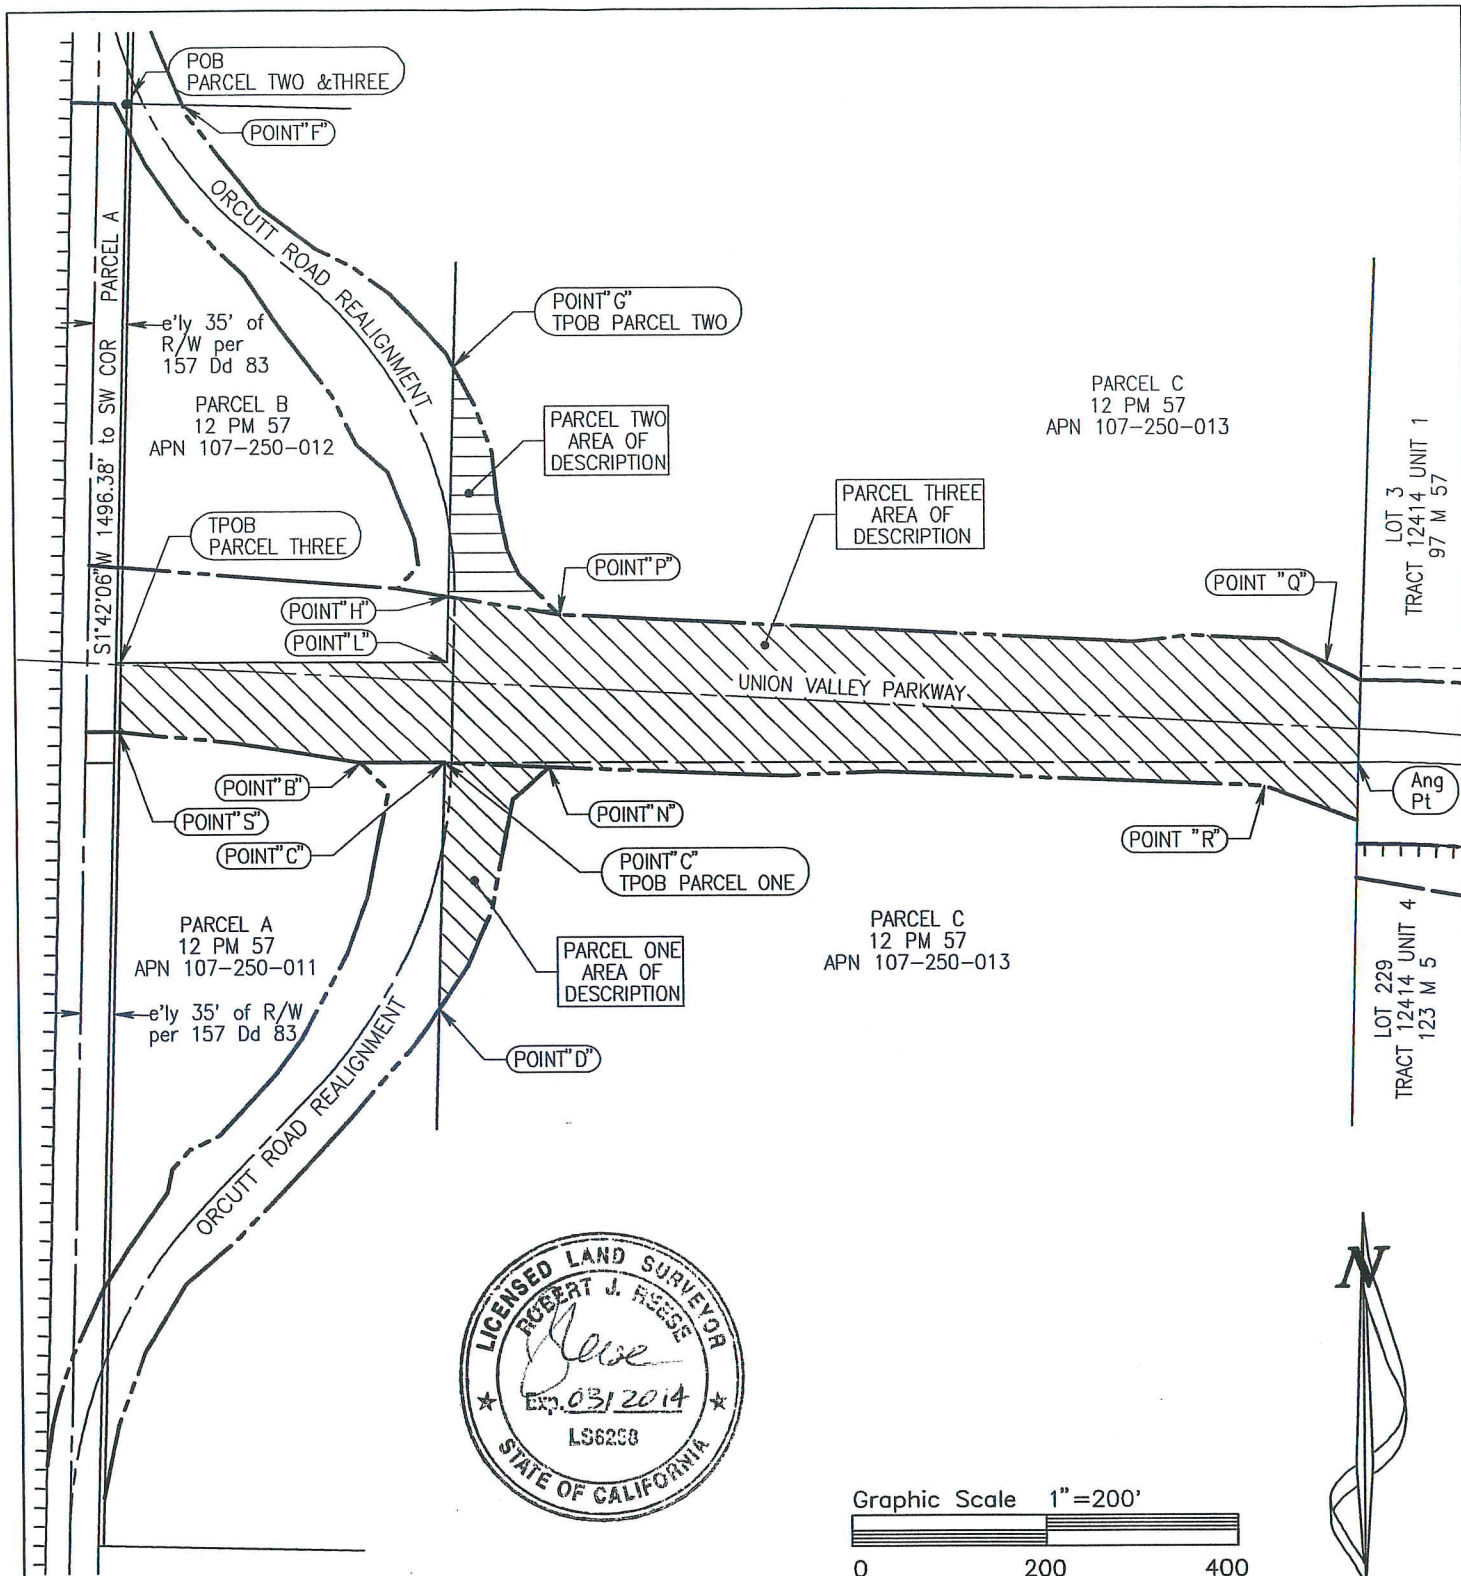 POB
PARCEL TWO &THREE
POINT"F"
ORCUTT ROAD REALIGNMENT
S1°42'06"W 1496.38' to SW COR PARCEL A
e'ly 35' of
R/W per
157 Dd 83
POINT"G"
TPOB PARCEL TWO
PARCEL B
12 PM 57
APN 107-250-012
PARCEL TWO
AREA OF
DESCRIPTION
PARCEL C
12 PM 57
APN 107-250-013
LOT 3
TRACT 12414 UNIT 1
97 M 57
PARCEL THREE
AREA OF
DESCRIPTION
TPOB
PARCEL THREE
POINT"P"
POINT "Q"
POINT"H"
POINT"L"
UNION VALLEY PARKWAY
POINT"B"
POINT"S"
POINT"C"
POINT"N"
POINT "R"
Ang
Pt
POINT"C"
TPOB PARCEL ONE
PARCEL A
12 PM 57
APN 107-250-011
PARCEL C
12 PM 57
APN 107-250-013
PARCEL ONE
AREA OF
DESCRIPTION
LOT 229
TRACT 12414 UNIT 4
123 M 5
e'ly 35' of R/W
per 157 Dd 83
POINT"D"
ORCUTT ROAD REALIGNMENT
LICENSED LAND SURVEYOR
ROBERT J. REESE
Reese
Exp. 03/2014
STATE OF CALIFORNIA
N
Graphic Scale 1"=200'
0 200 400